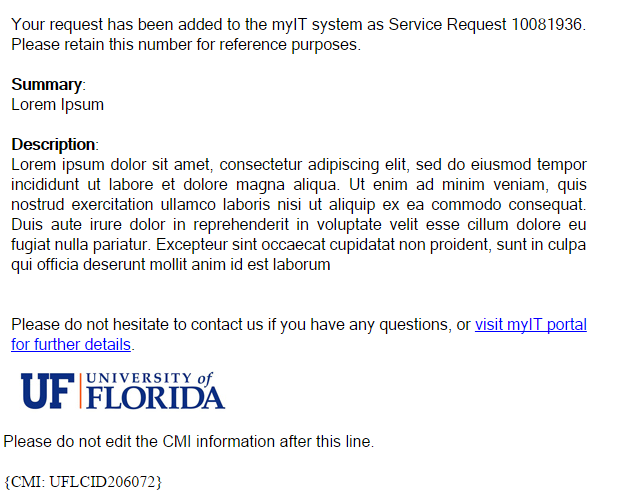 Your request has been added to the myIT system as Service Request 10081936.
Please retain this number for reference purposes.
Summary:
Lorem Ipsum
Description:
Lorem ipsum dolor sit amet, consectetur adipiscing elit, sed do eiusmod tempor
incididunt ut labore et dolore magna aliqua. Ut enim ad minim veniam, quis
nostrud exercitation ullamco laboris nisi ut aliquip ex ea commodo consequat.
Duis aute irure dolor in reprehenderit in voluptate velit esse cillum dolore eu
fugiat nulla pariatur. Excepteur sint occaecat cupidatat non proident, sunt in culpa
qui officia deserunt mollit anim id est laborum
Please do not hesitate to contact us if you have any questions, or visit myIT portal
for further details.
UF UNIVERSITY of
FLORIDA
Please do not edit the CMI information after this line.
{CMI: UFLCID206072}